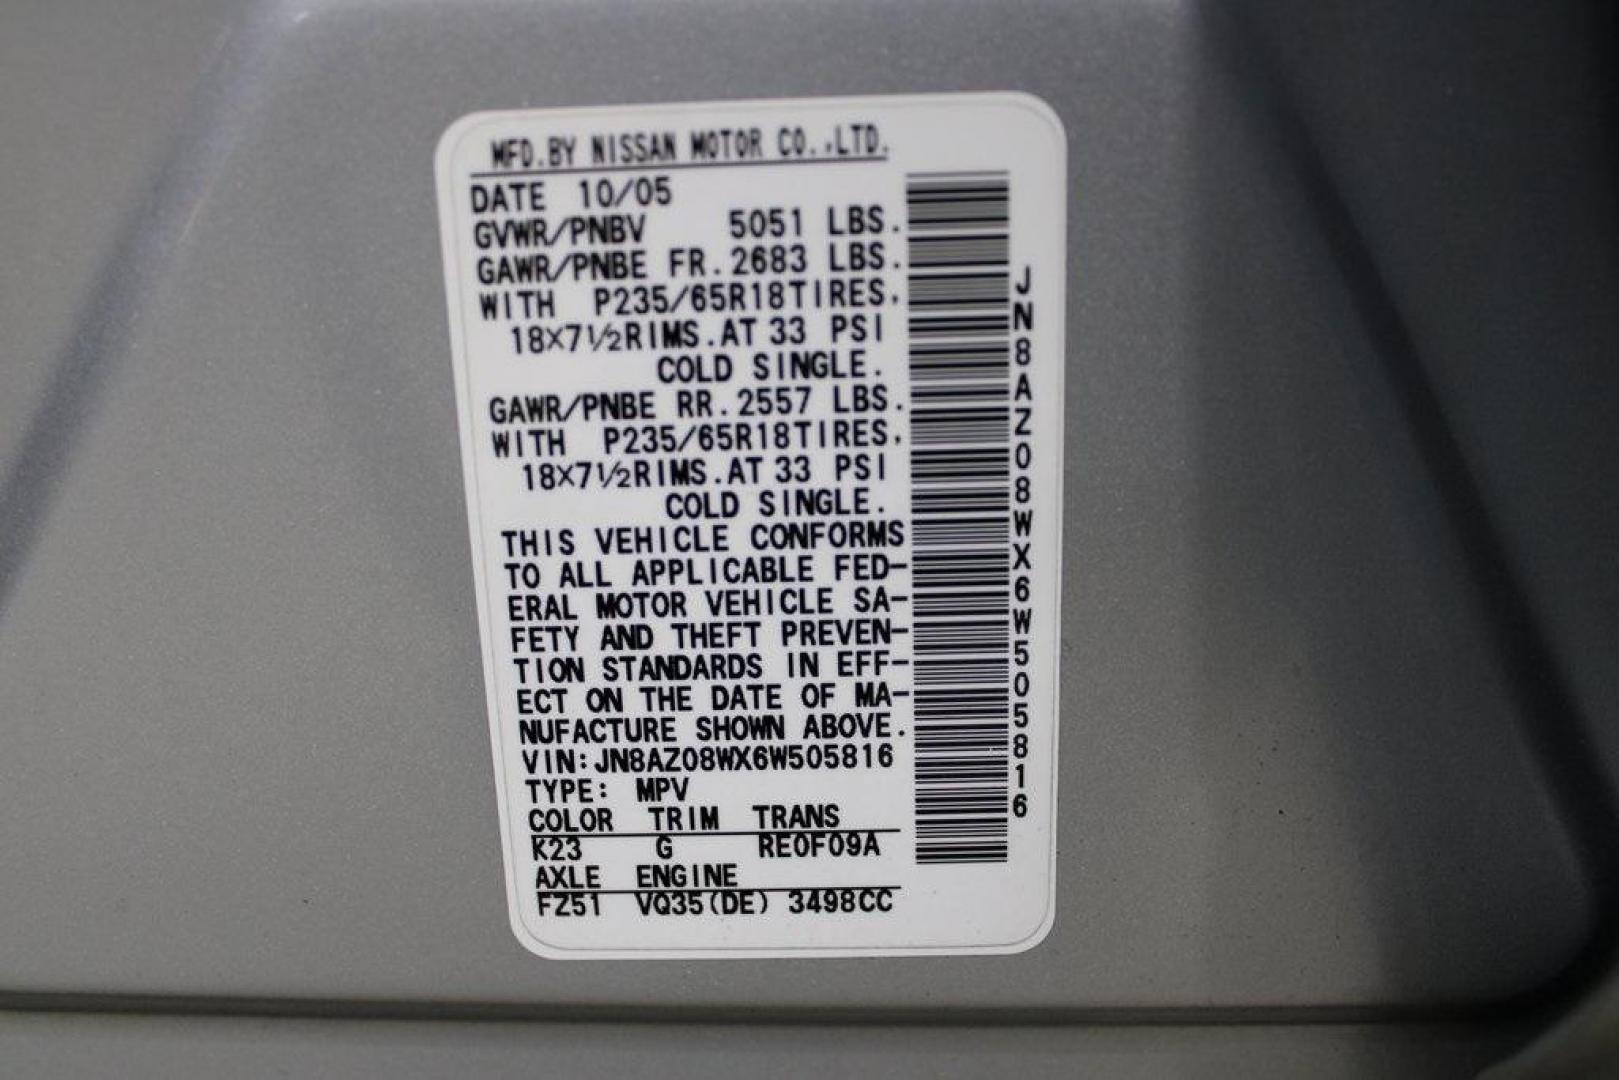 MFD.BY NISSAN MOTOR CO.,LTD.
DATE 10/05
GVWR/PNBV 5051 LBS.
GAWR/PNBE FR.2683 LBS.
WITH P235/65R18TIRES,
18×7½RIMS.AT 33 PSI
COLD SINGLE.
GAWR/PNBE RR.2557 LBS.
WITH P235/65R18TIRES,
18×7½RIMS.AT 33 PSI
COLD SINGLE.
THIS VEHICLE CONFORMS
TO ALL APPLICABLE FED-
ERAL MOTOR VEHICLE SA-
FETY AND THEFT PREVEN-
TION STANDARDS IN EFF-
ECT ON THE DATE OF MA-
NUFACTURE SHOWN ABOVE.
VIN:JN8AZ08WX6W505816
TYPE: MPV
COLOR TRIM TRANS
K23 G RE0F09A
AXLE ENGINE
FZ51 VQ35(DE) 3498CC
JN8AZ08WX6W505816